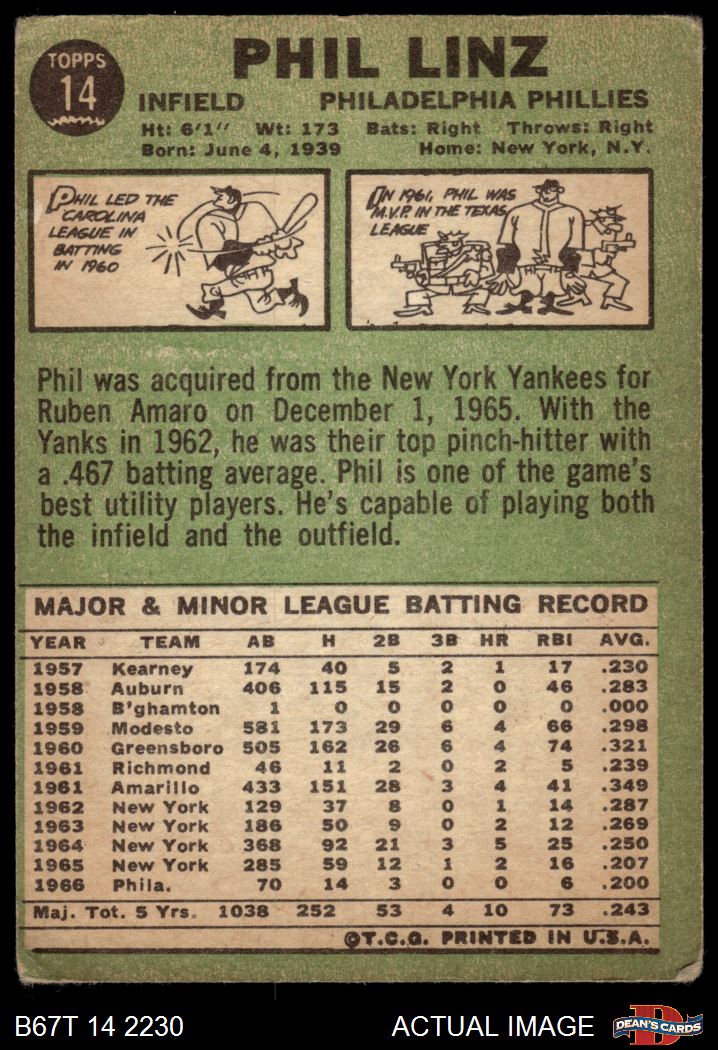 TOPPS
14
PHIL LINZ
INFIELD PHILADELPHIA PHILLIES
Ht: 6'1" Wt: 173 Bats: Right Throws: Right
Born: June 4, 1939 Home: New York, N.Y.
PHIL LED THE
CAROLINA
LEAGUE IN
BATTING
IN 1960
IN 1961, PHIL WAS
M.V.P. IN THE TEXAS
LEAGUE
Phil was acquired from the New York Yankees for
Ruben Amaro on December 1, 1965. With the
Yanks in 1962, he was their top pinch-hitter with
a .467 batting average. Phil is one of the game's
best utility players. He's capable of playing both
the infield and the outfield.
MAJOR & MINOR LEAGUE BATTING RECORD
YEAR TEAM AB H 2B 3B HR RBI AVG.
1957 Kearney 174 40 5 2 1 17 .230
1958 Auburn 406 115 15 2 0 46 .283
1958 B'ghamton 1 0 0 0 0 0 .000
1959 Modesto 581 173 29 6 4 66 .298
1960 Greensboro 505 162 26 6 4 74 .321
1961 Richmond 46 11 2 0 2 5 .239
1961 Amarillo 433 151 28 3 4 41 .349
1962 New York 129 37 8 0 1 14 .287
1963 New York 186 50 9 0 2 12 .269
1964 New York 368 92 21 3 5 25 .250
1965 New York 285 59 12 1 2 16 .207
1966 Phila. 70 14 3 0 0 6 .200
Maj. Tot. 5 Yrs. 1038 252 53 4 10 73 .243
©T.C.G. PRINTED IN U.S.A.
B67T 14 2230 ACTUAL IMAGE D DEAN'S CARDS